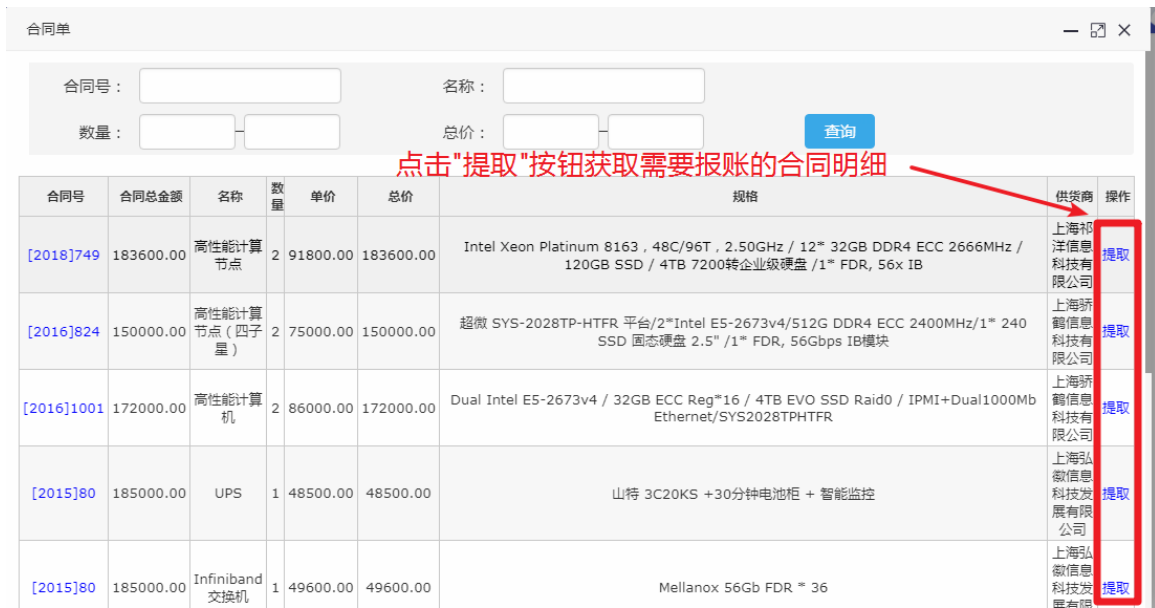 合同单
合同号： 名称：
数量： - 总价： - 查询
点击"提取"按钮获取需要报账的合同明细
合同号 合同总金额 名称 数量 单价 总价 规格 供货商 操作
[2018]749 183600.00 高性能计算节点 2 91800.00 183600.00 Intel Xeon Platinum 8163 , 48C/96T , 2.50GHz / 12* 32GB DDR4 ECC 2666MHz / 120GB SSD / 4TB 7200转企业级硬盘 /1* FDR, 56x IB 上海祁洋信息科技有限公司 提取
[2016]824 150000.00 高性能计算节点（四子星） 2 75000.00 150000.00 超微 SYS-2028TP-HTFR 平台/2*Intel E5-2673v4/512G DDR4 ECC 2400MHz/1* 240 SSD 固态硬盘 2.5" /1* FDR, 56Gbps IB模块 上海骄鹤信息科技有限公司 提取
[2016]1001 172000.00 高性能计算机 2 86000.00 172000.00 Dual Intel E5-2673v4 / 32GB ECC Reg*16 / 4TB EVO SSD Raid0 / IPMI+Dual1000Mb Ethernet/SYS2028TPHTFR 上海骄鹤信息科技有限公司 提取
[2015]80 185000.00 UPS 1 48500.00 48500.00 山特 3C20KS +30分钟电池柜 + 智能监控 上海弘徽信息科技发展有限公司 提取
[2015]80 185000.00 Infiniband交换机 1 49600.00 49600.00 Mellanox 56Gb FDR * 36 上海弘徽信息科技发展有限 提取